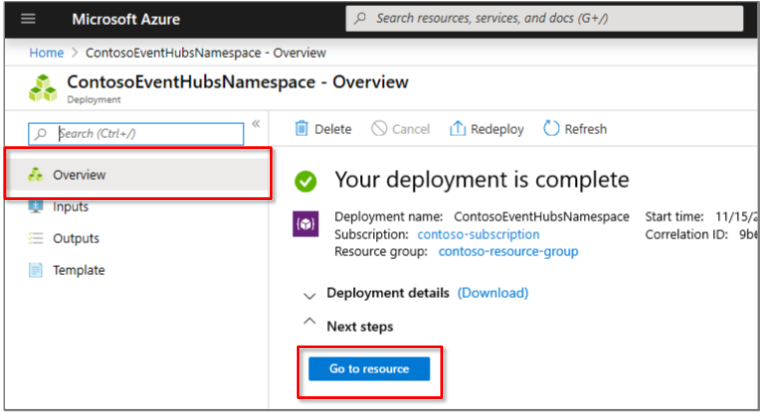 Microsoft Azure
Search resources, services, and docs (G+/)
Home > ContosoEventHubsNamespace - Overview
ContosoEventHubsNamespace - Overview
Deployment
Search (Ctrl+/)
«
Delete Cancel Redeploy Refresh
Overview
Inputs
Outputs
Template
Your deployment is complete
Deployment name: ContosoEventHubsNamespace Start time: 11/15/2
Subscription: contoso-subscription Correlation ID: 9b
Resource group: contoso-resource-group
Deployment details (Download)
Next steps
Go to resource